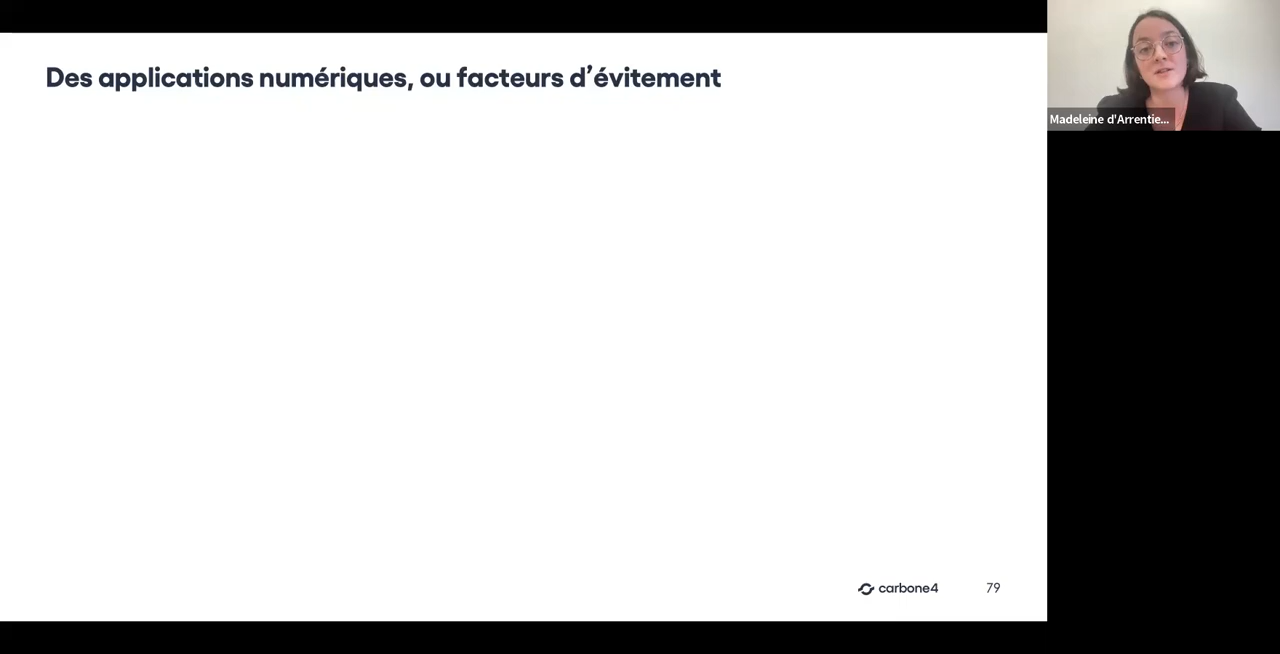 Des applications numériques, ou facteurs d’évitement
Madeleine d'Arrentie...
carbone4
79